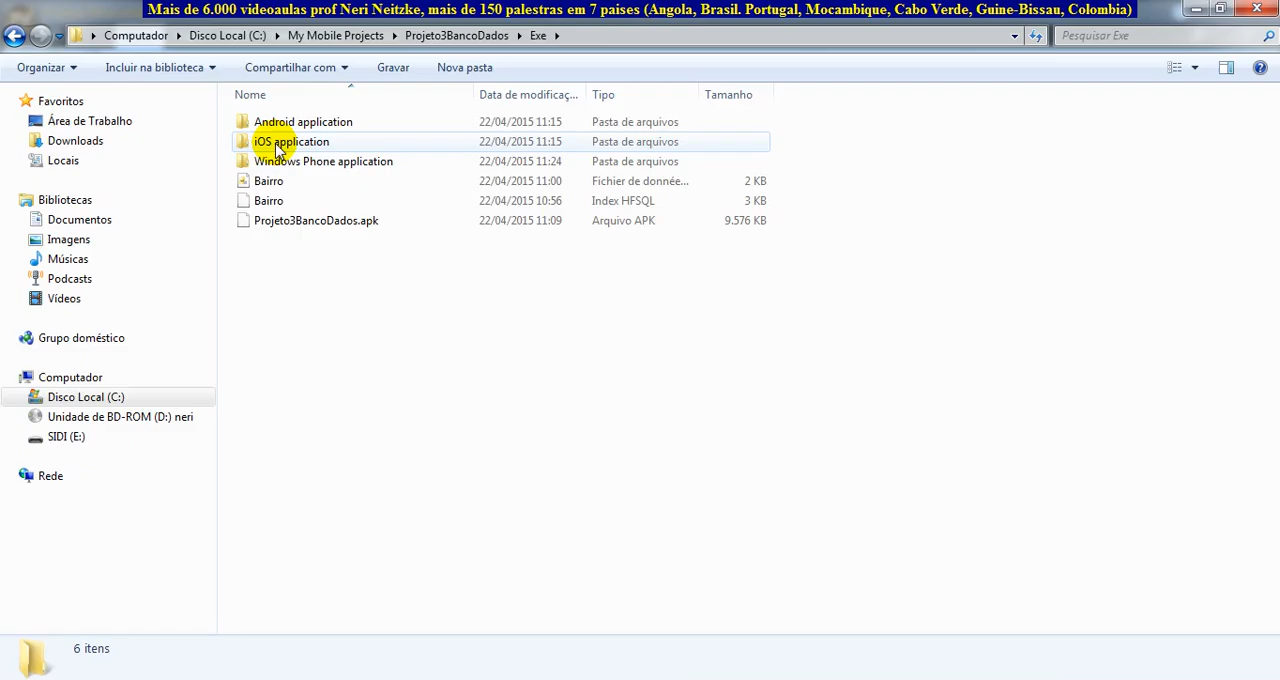 Mais de 6.000 videoaulas prof Neri Neitzke, mais de 150 palestras em 7 paises (Angola, Brasil. Portugal, Mocambique, Cabo Verde, Guine-Bissau, Colombia)
Computador Disco Local (C:) My Mobile Projects Projeto3BancoDados Exe Pesquisar Exe
Organizar Incluir na biblioteca Compartilhar com Gravar Nova pasta
Favoritos
Área de Trabalho
Downloads
Locais
Bibliotecas
Documentos
Imagens
Músicas
Podcasts
Vídeos
Grupo doméstico
Computador
Disco Local (C:)
Unidade de BD-ROM (D:) neri
SIDI (E:)
Rede
Nome Data de modificaç... Tipo Tamanho
Android application 22/04/2015 11:15 Pasta de arquivos
iOS application 22/04/2015 11:15 Pasta de arquivos
Windows Phone application 22/04/2015 11:24 Pasta de arquivos
Bairro 22/04/2015 11:00 Fichier de donnée... 2 KB
Bairro 22/04/2015 10:56 Index HFSQL 3 KB
Projeto3BancoDados.apk 22/04/2015 11:09 Arquivo APK 9.576 KB
6 itens